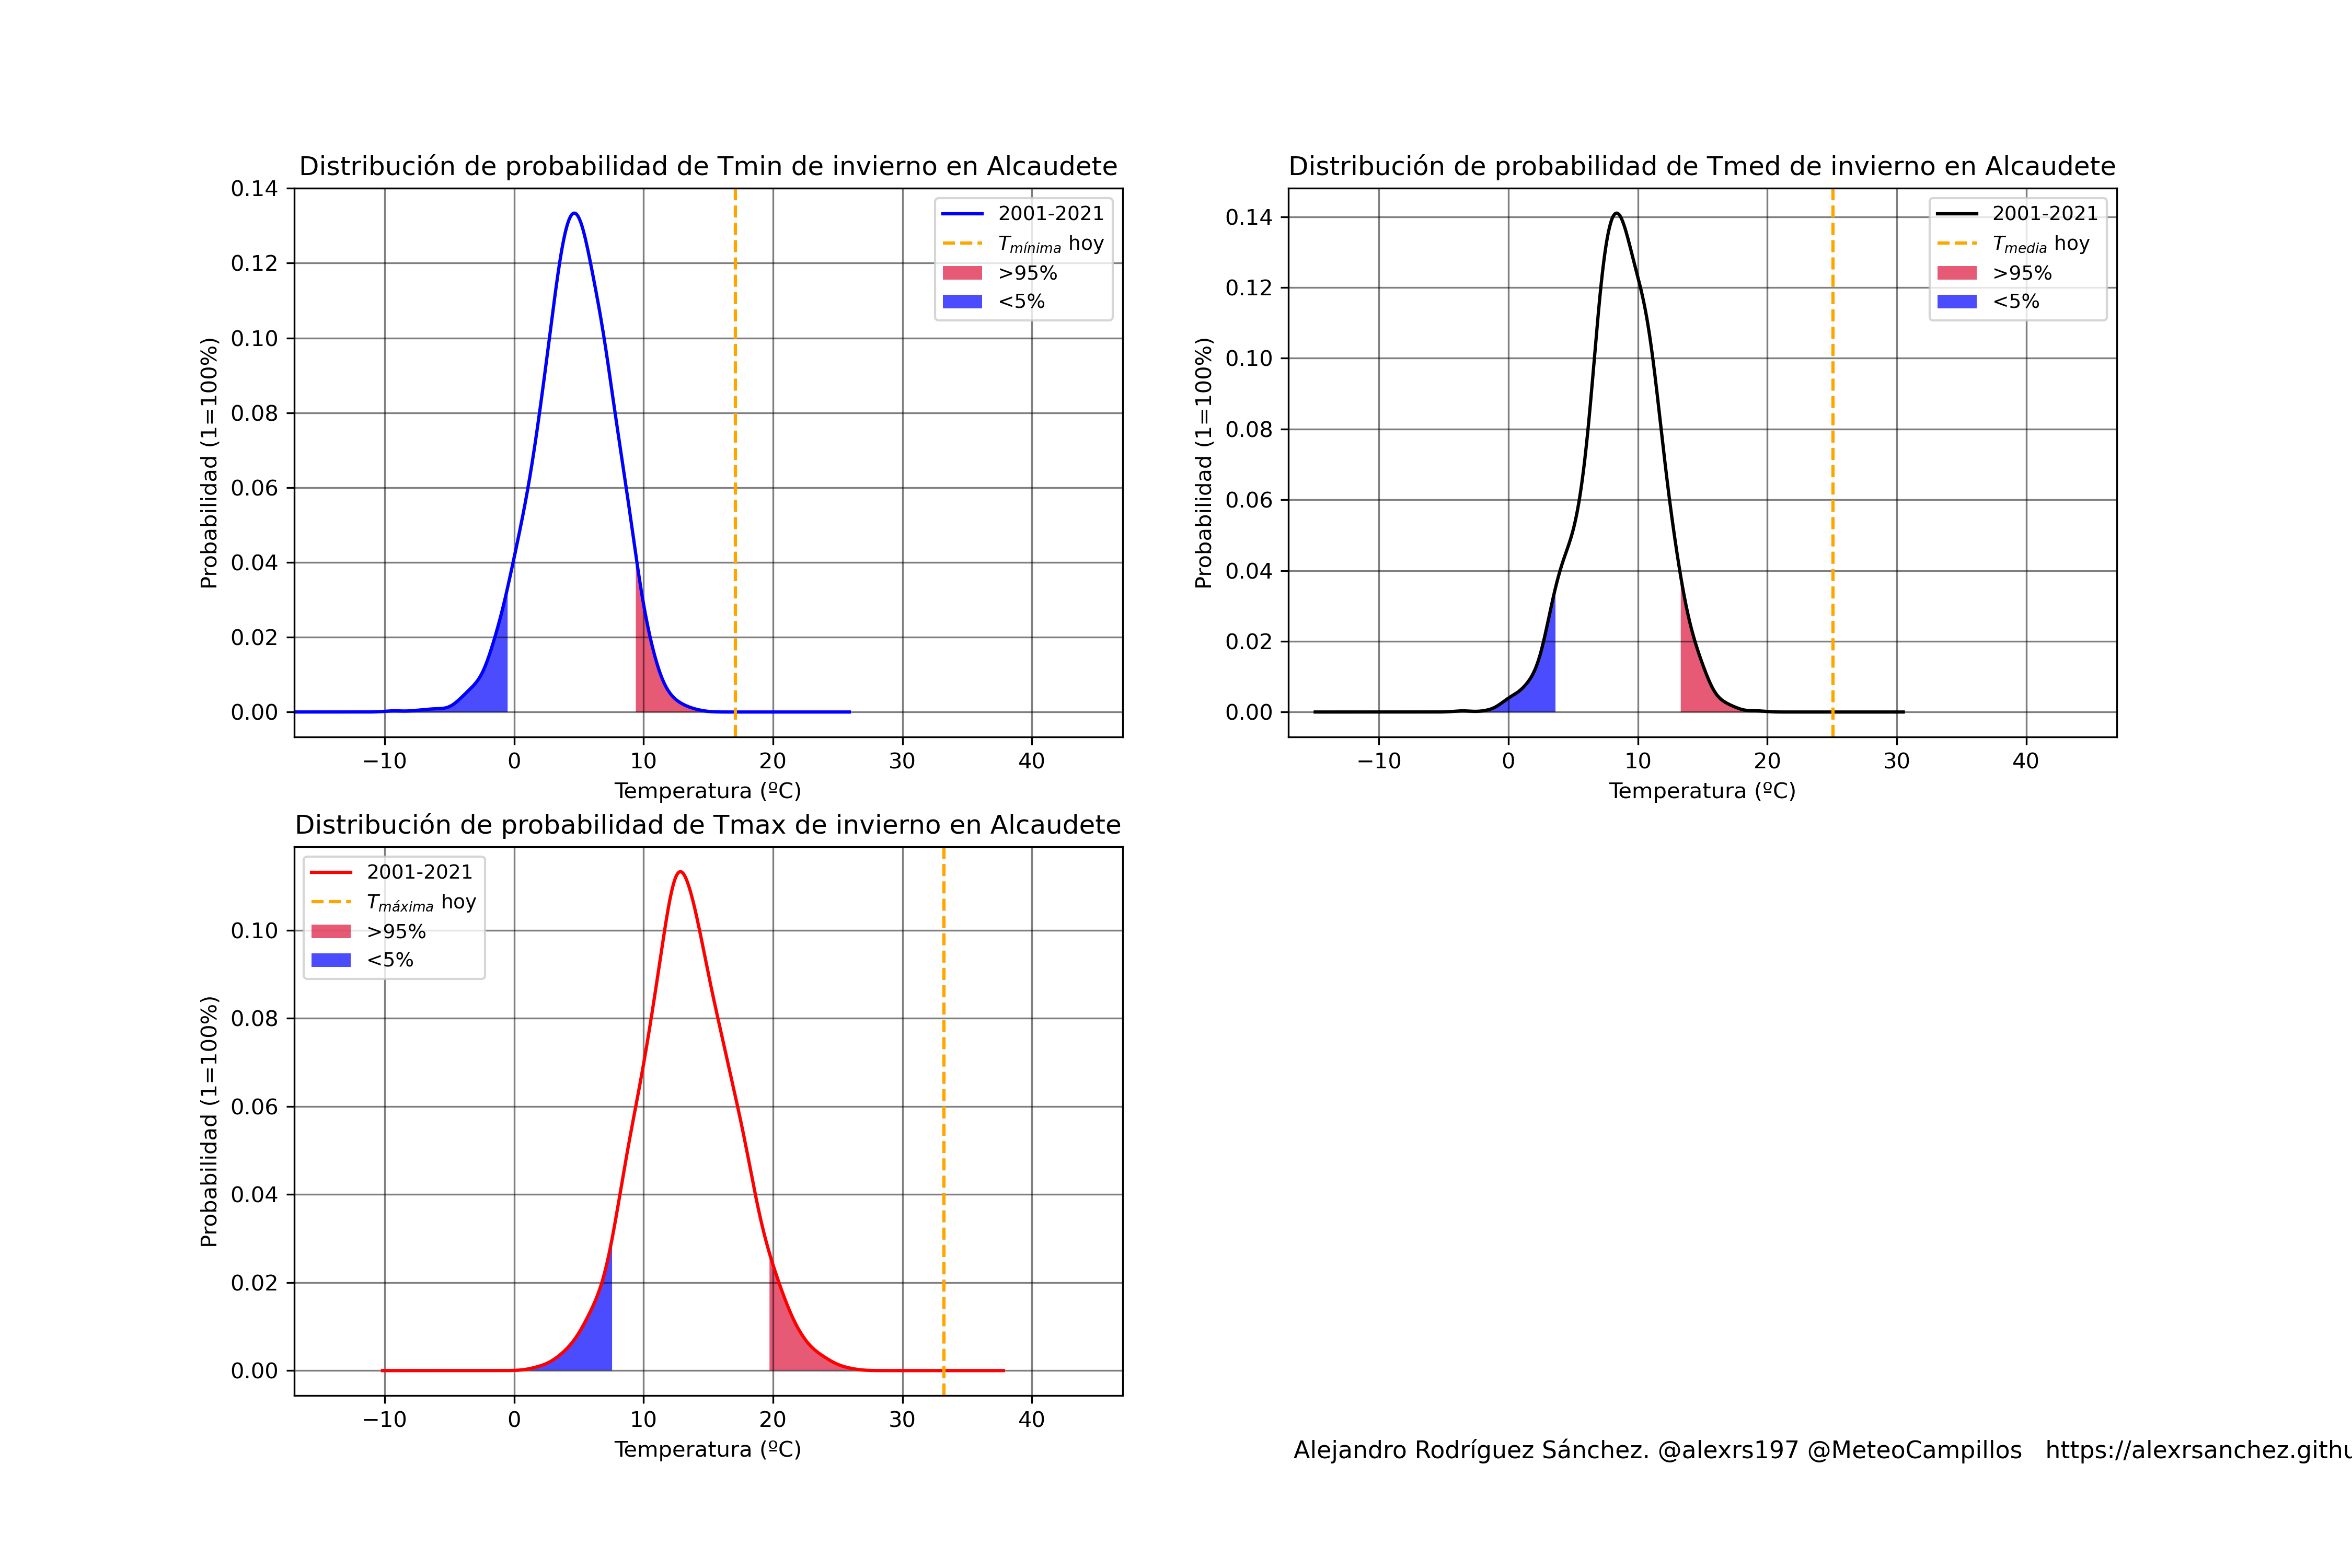 Distribución de probabilidad de Tmin de invierno en Alcaudete
0.14
0.12
0.10
0.08
0.06
0.04
0.02
0.00
Probabilidad (1=100%)
2001-2021
Tmínima hoy
>95%
<5%
−10 0 10 20 30 40
Temperatura (ºC)
Distribución de probabilidad de Tmed de invierno en Alcaudete
0.14
0.12
0.10
0.08
0.06
0.04
0.02
0.00
Probabilidad (1=100%)
2001-2021
Tmedia hoy
>95%
<5%
−10 0 10 20 30 40
Temperatura (ºC)
Distribución de probabilidad de Tmax de invierno en Alcaudete
0.10
0.08
0.06
0.04
0.02
0.00
Probabilidad (1=100%)
2001-2021
Tmáxima hoy
>95%
<5%
−10 0 10 20 30 40
Temperatura (ºC)
Alejandro Rodríguez Sánchez. @alexrs197 @MeteoCampillos https://alexrsanchez.githu